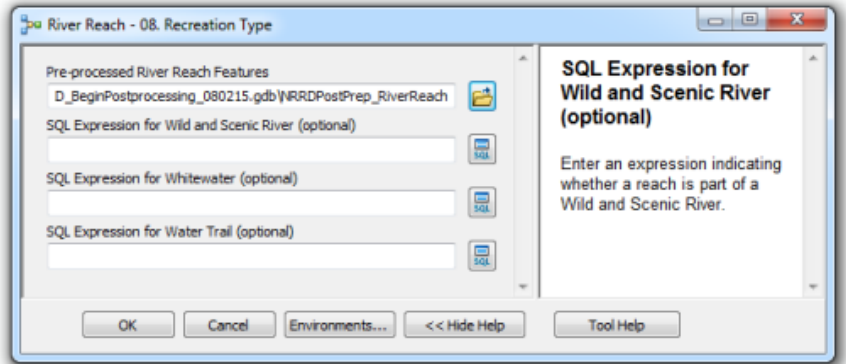 River Reach - 08. Recreation Type
Pre-processed River Reach Features
D_BeginPostprocessing_080215.gdb\NRRDPostPrep_RiverReach
SQL Expression for Wild and Scenic River (optional)
SQL
SQL Expression for Whitewater (optional)
SQL
SQL Expression for Water Trail (optional)
SQL
OK
Cancel
Environments...
<< Hide Help
SQL Expression for
Wild and Scenic River
(optional)
Enter an expression indicating
whether a reach is part of a
Wild and Scenic River.
Tool Help